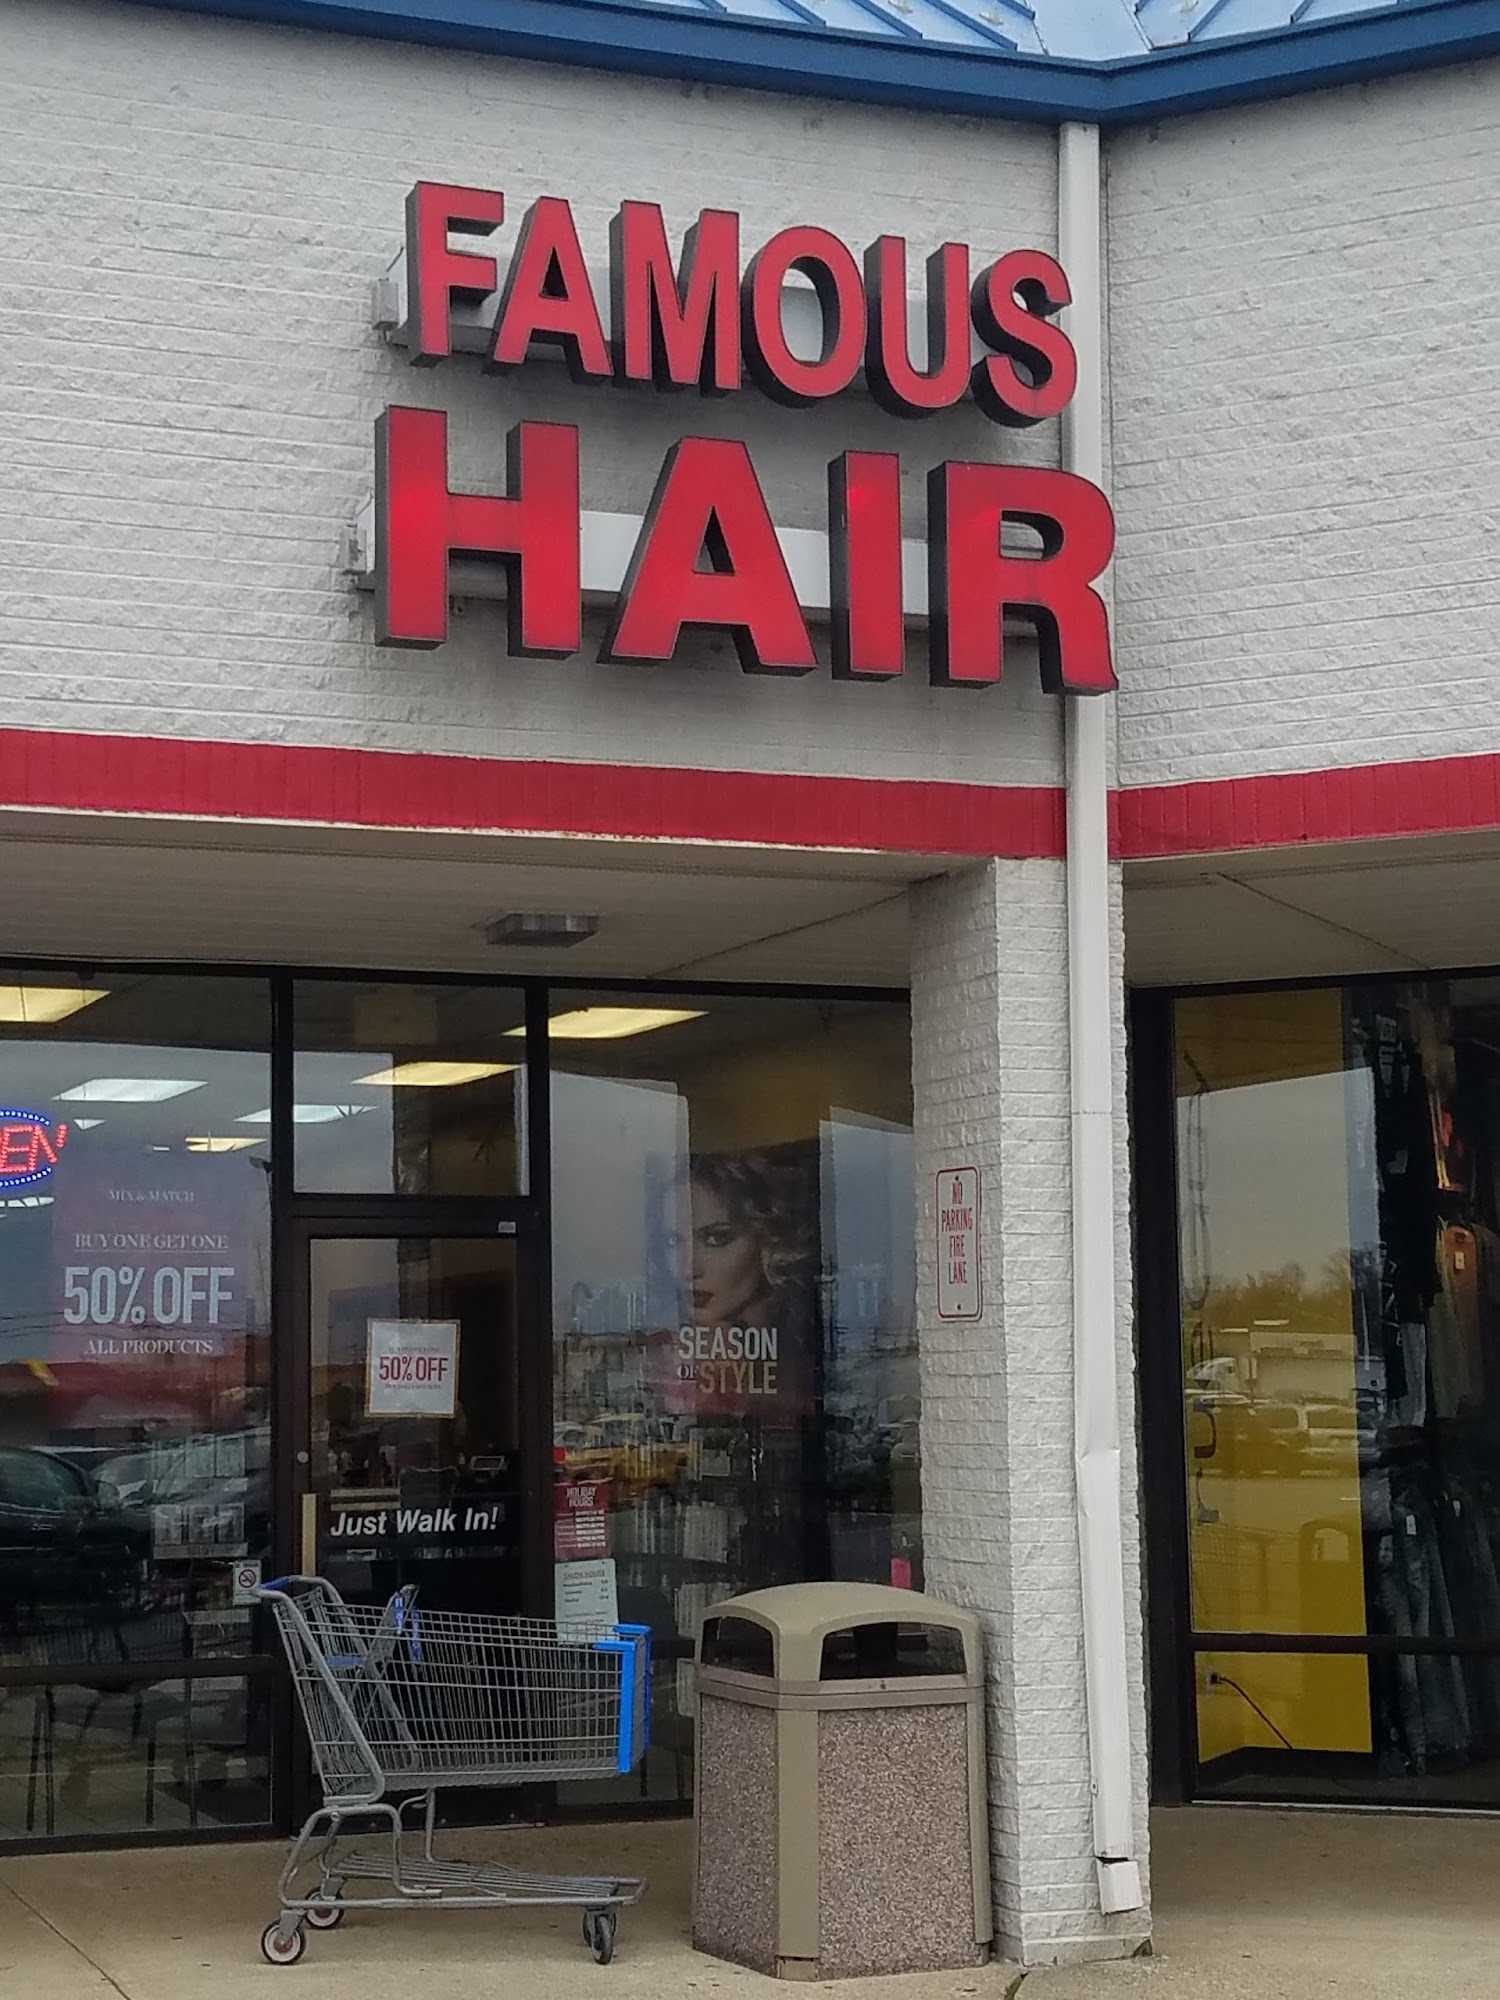 FAMOUS
HAIR
EN
MIX & MATCH
BUY ONE GET ONE
50% OFF
ALL PRODUCTS
50% OFF
SEASON
OF STYLE
NO
PARKING
FIRE
LANE
HOLIDAY
HOURS
Just Walk In!